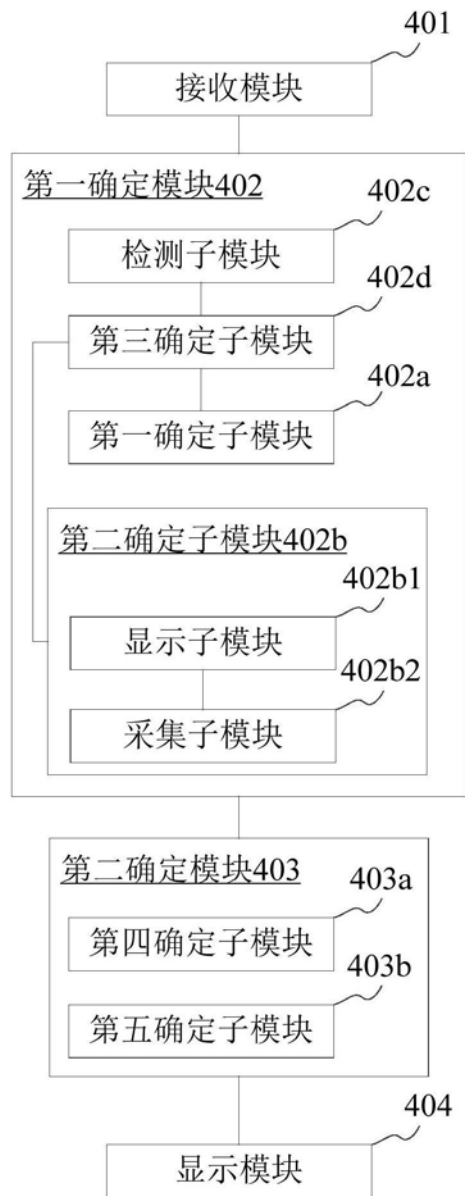 401
接收模块
第一确定模块402
402c
检测子模块
402d
第三确定子模块
402a
第一确定子模块
第二确定子模块402b
402b1
显示子模块
402b2
采集子模块
第二确定模块403
403a
第四确定子模块
403b
第五确定子模块
404
显示模块